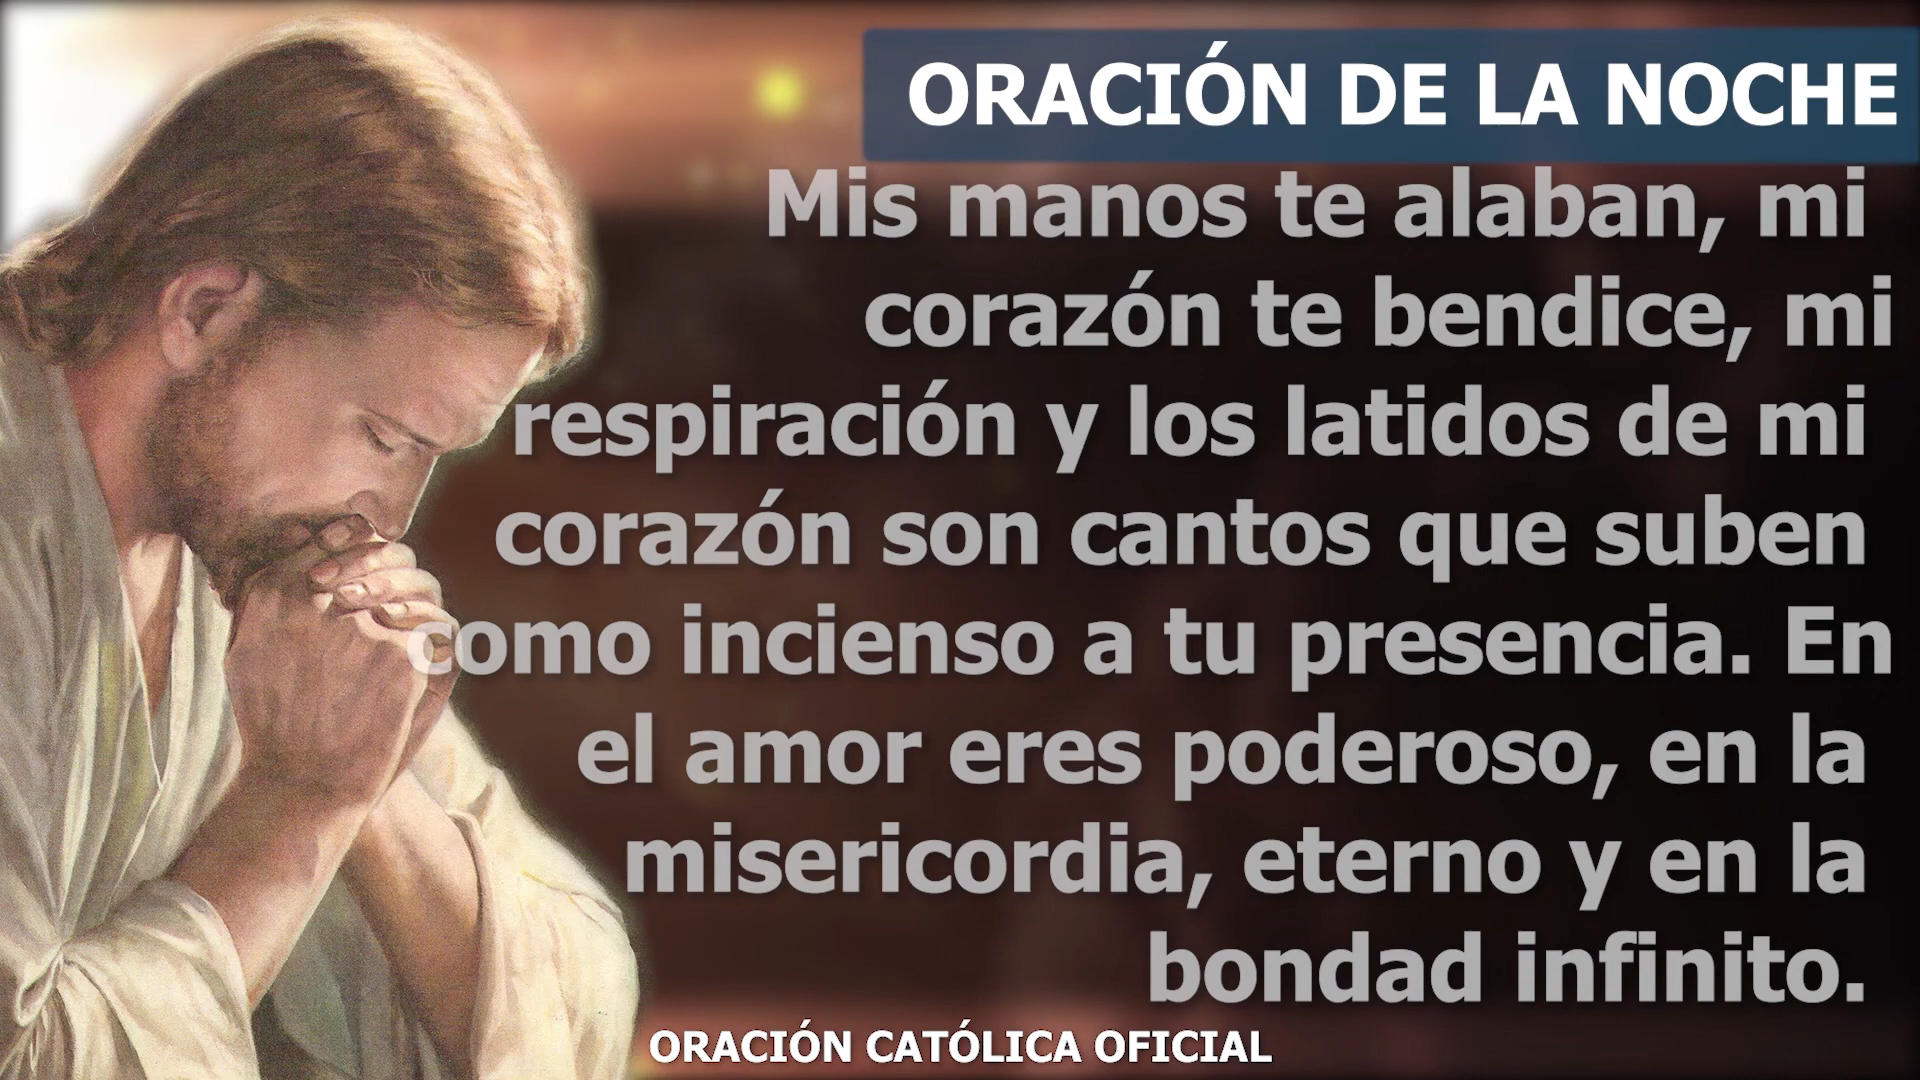 ORACIÓN DE LA NOCHE
Mis manos te alaban, mi
corazón te bendice, mi
respiración y los latidos de mi
corazón son cantos que suben
como incienso a tu presencia. En
el amor eres poderoso, en la
misericordia, eterno y en la
bondad infinito.
ORACIÓN CATÓLICA OFICIAL